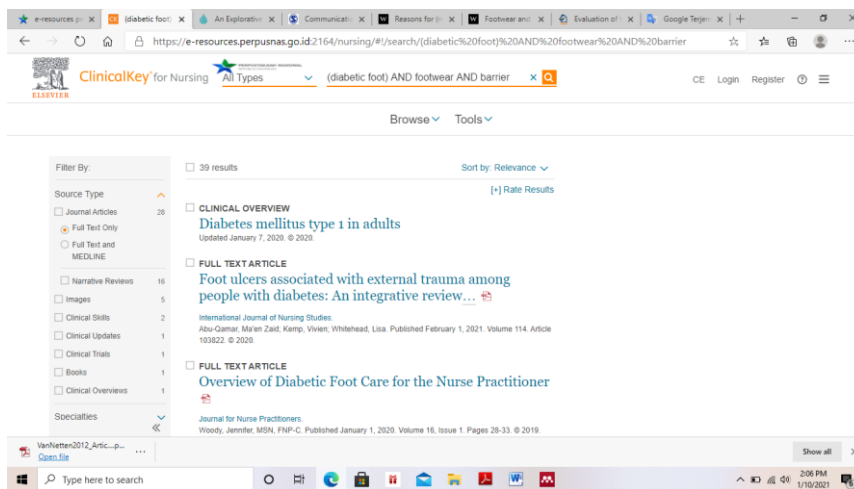 e-resources pe
(diabetic foot)
An Explorative
Communicatic
Reasons for (n
Footwear and
Evaluation of
Google Terjem
https://e-resources.perpusnas.go.id:2164/nursing/#!/search/(diabetic%20foot)%20AND%20footwear%20AND%20barrier
ELSEVIER
ClinicalKey® for Nursing
All Types
(diabetic foot) AND footwear AND barrier
CE Login Register
Browse Tools
Filter By:
39 results
Sort by: Relevance
[+] Rate Results
Source Type
Journal Articles 28
Full Text Only
Full Text and
MEDLINE
Narrative Reviews 16
Images 5
Clinical Skills 2
Clinical Updates 1
Clinical Trials 1
Books 1
Clinical Overviews 1
Specialties
CLINICAL OVERVIEW
Diabetes mellitus type 1 in adults
Updated January 7, 2020. © 2020.
FULL TEXT ARTICLE
Foot ulcers associated with external trauma among
people with diabetes: An integrative review…
International Journal of Nursing Studies.
Abu-Qamar, Ma'en Zaid; Kemp, Vivien; Whitehead, Lisa. Published February 1, 2021. Volume 114. Article
103822. © 2020.
FULL TEXT ARTICLE
Overview of Diabetic Foot Care for the Nurse Practitioner
Journal for Nurse Practitioners.
Woody, Jennifer, MSN, FNP-C. Published January 1, 2020. Volume 16, Issue 1. Pages 28-33. © 2019.
VanNetten2012_Artic....p...
Open file
Show all
Type here to search
2:06 PM
1/10/2021